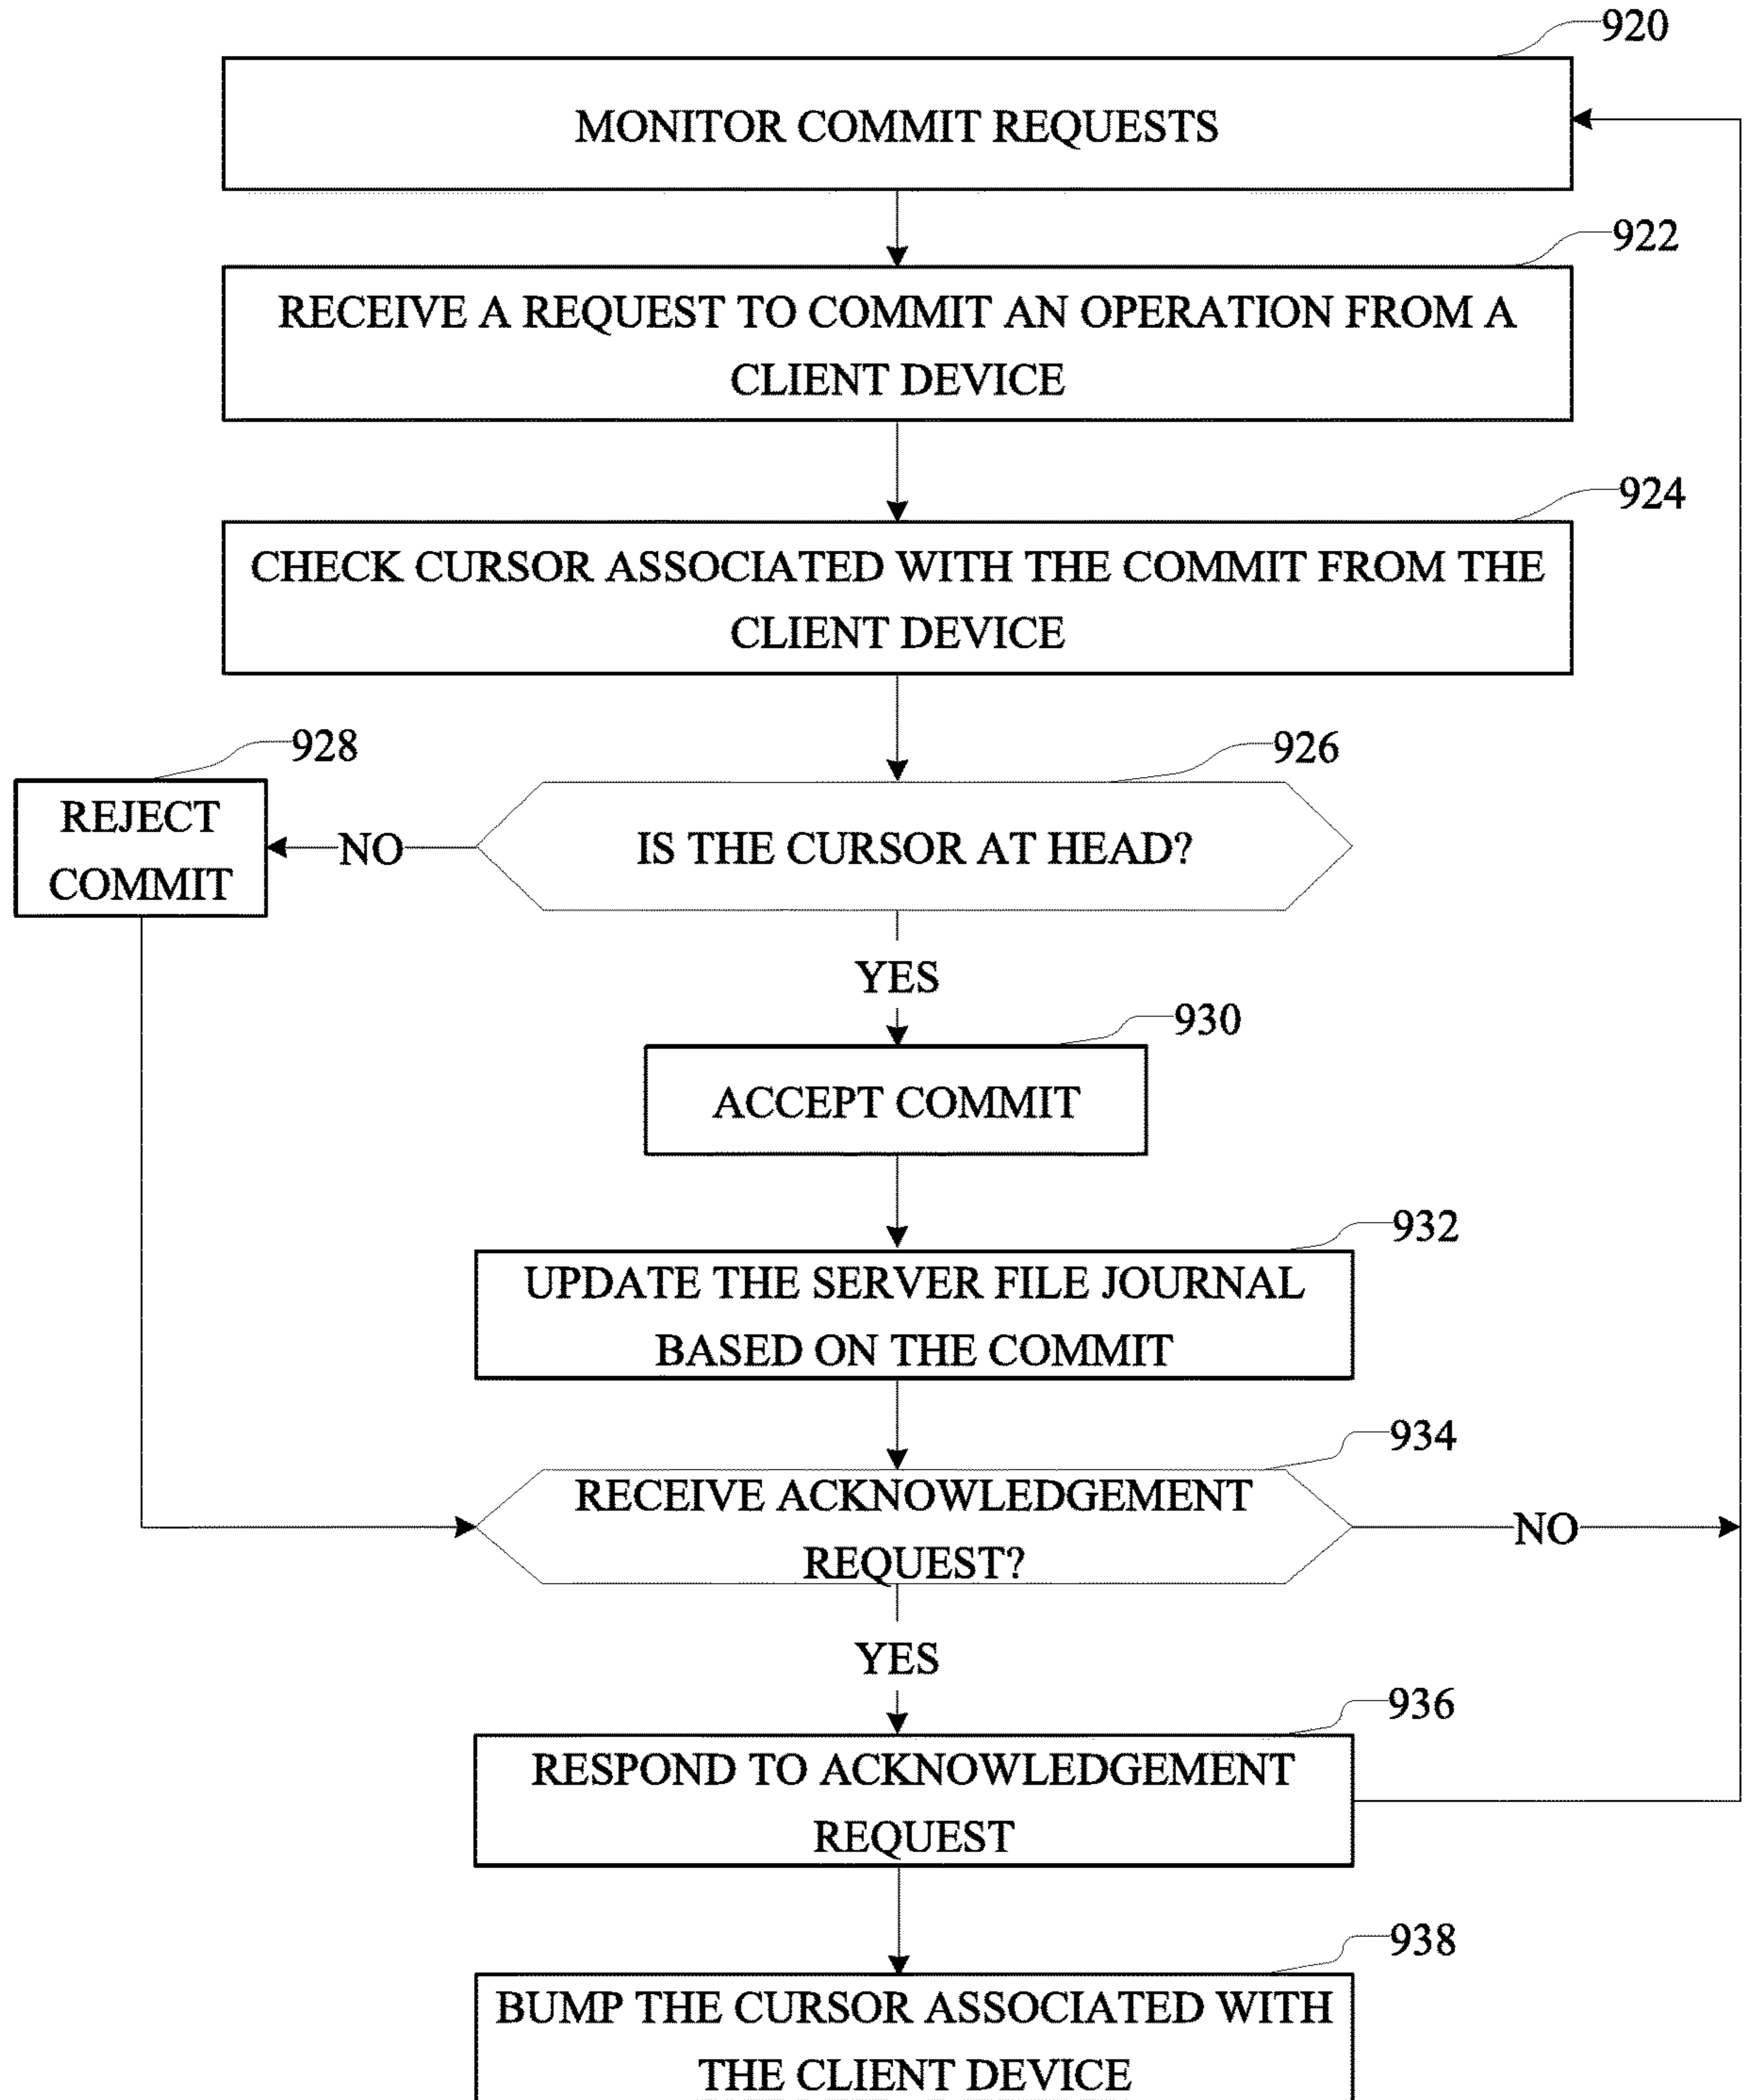 920
MONITOR COMMIT REQUESTS
922
RECEIVE A REQUEST TO COMMIT AN OPERATION FROM A
CLIENT DEVICE
924
CHECK CURSOR ASSOCIATED WITH THE COMMIT FROM THE
CLIENT DEVICE
928
REJECT
COMMIT
NO
926
IS THE CURSOR AT HEAD?
YES
930
ACCEPT COMMIT
932
UPDATE THE SERVER FILE JOURNAL
BASED ON THE COMMIT
934
RECEIVE ACKNOWLEDGEMENT
REQUEST?
NO
YES
936
RESPOND TO ACKNOWLEDGEMENT
REQUEST
938
BUMP THE CURSOR ASSOCIATED WITH
THE CLIENT DEVICE